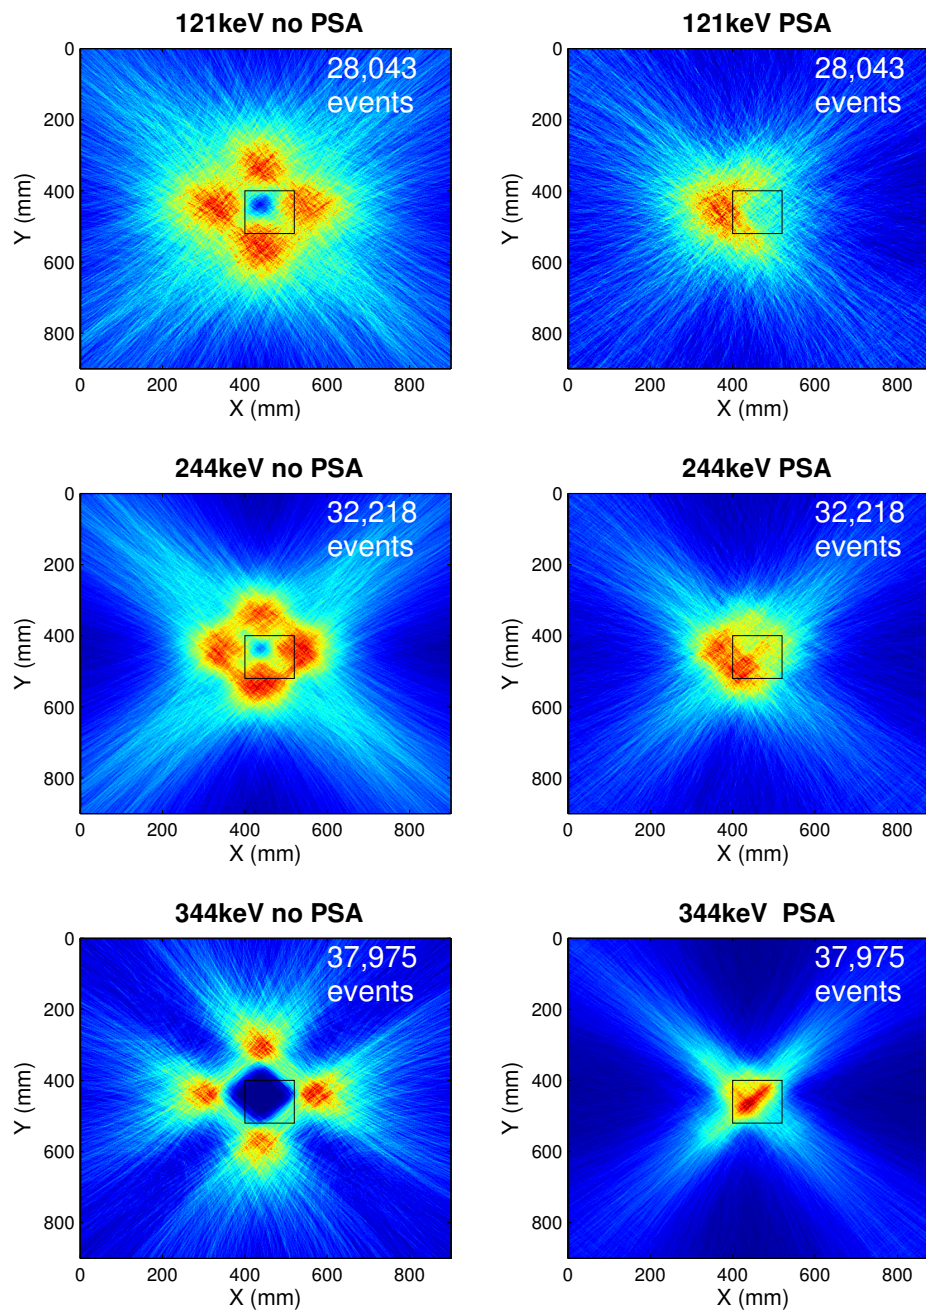 121keV no PSA
28,043
events
0
200
400
600
800
Y (mm)
0 200 400 600 800
X (mm)
121keV PSA
28,043
events
0
200
400
600
800
Y (mm)
0 200 400 600 800
X (mm)
244keV no PSA
32,218
events
0
200
400
600
800
Y (mm)
0 200 400 600 800
X (mm)
244keV PSA
32,218
events
0
200
400
600
800
Y (mm)
0 200 400 600 800
X (mm)
344keV no PSA
37,975
events
0
200
400
600
800
Y (mm)
0 200 400 600 800
X (mm)
344keV PSA
37,975
events
0
200
400
600
800
Y (mm)
0 200 400 600 800
X (mm)